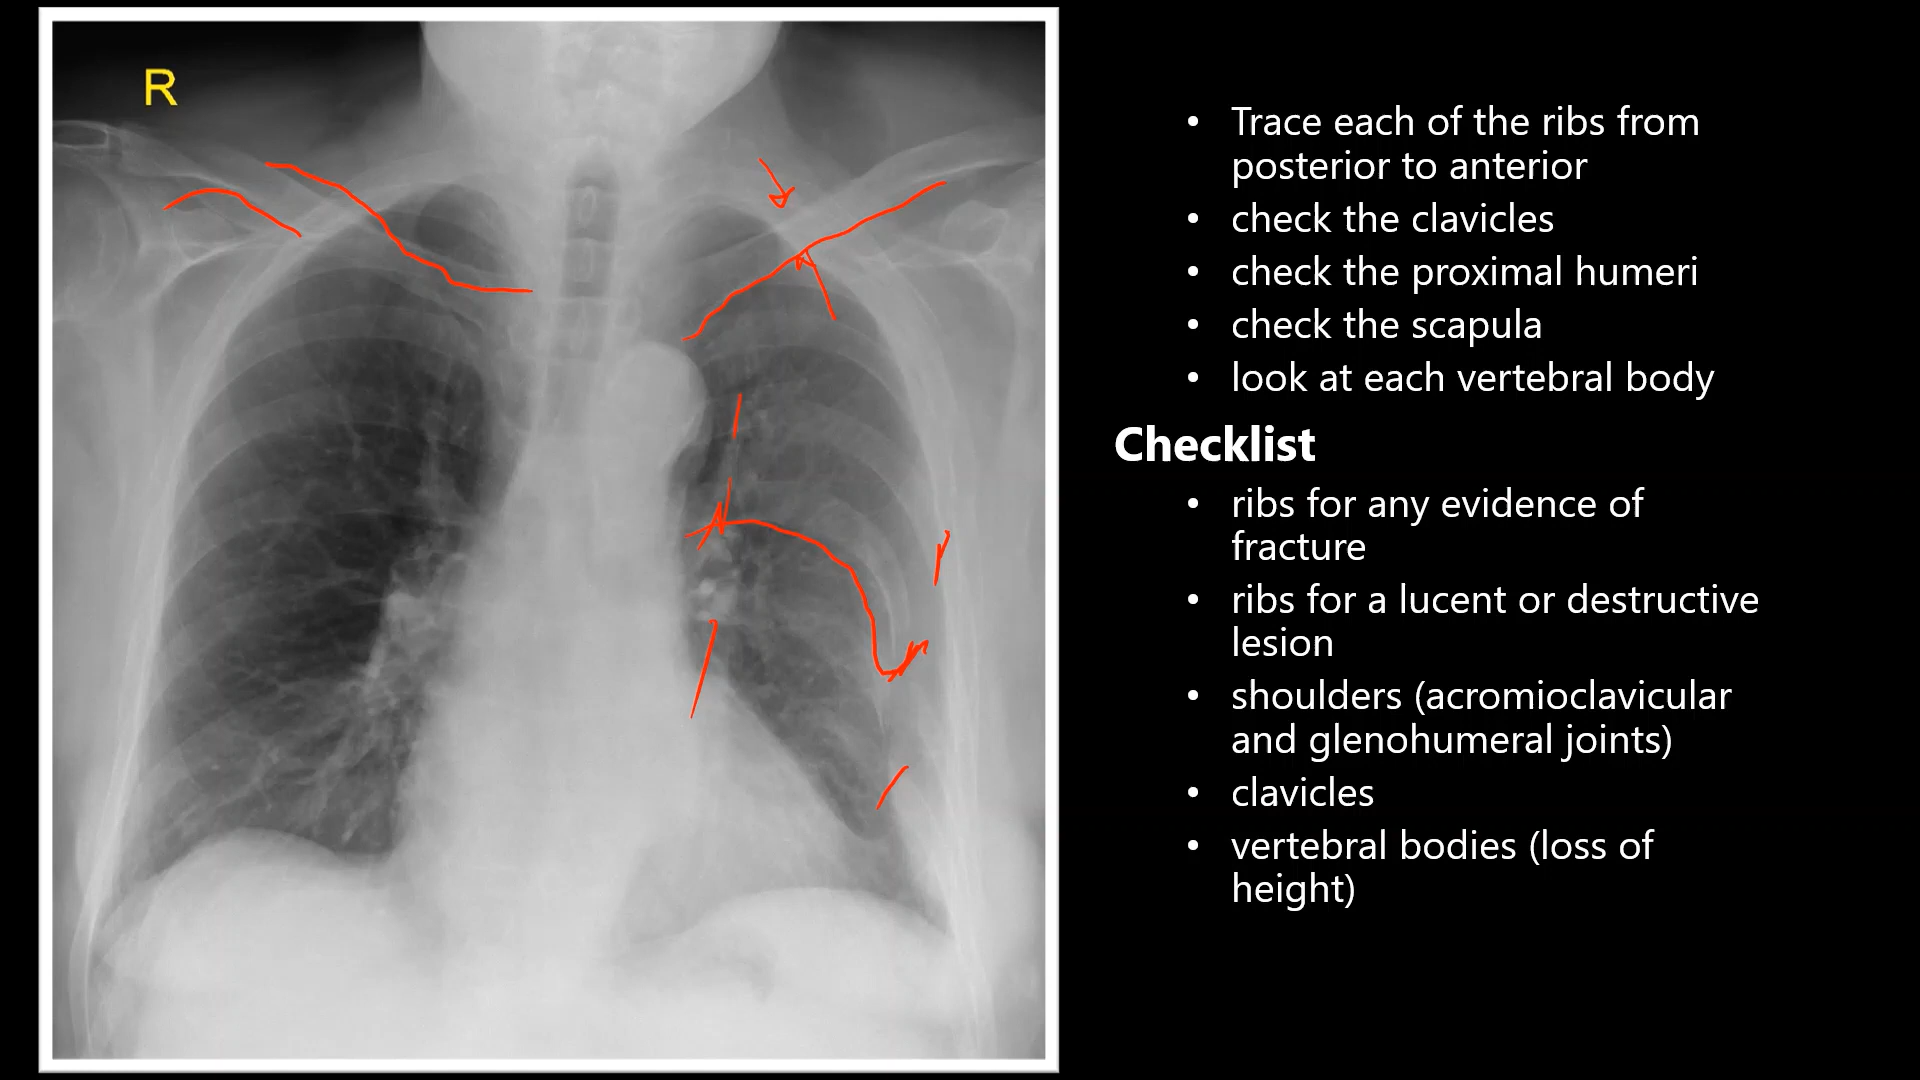 R
• Trace each of the ribs from
posterior to anterior
• check the clavicles
• check the proximal humeri
• check the scapula
• look at each vertebral body
Checklist
• ribs for any evidence of
fracture
• ribs for a lucent or destructive
lesion
• shoulders (acromioclavicular
and glenohumeral joints)
• clavicles
• vertebral bodies (loss of
height)